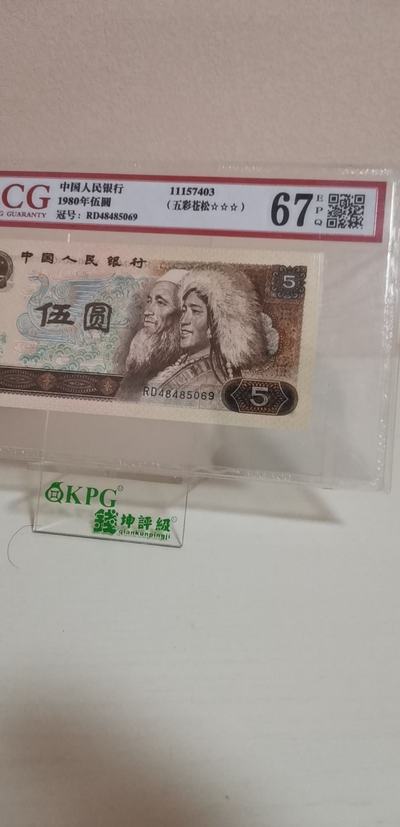 CG
G GUARANTY
中国人民银行
1980年伍圆
冠号: RD48485069
11157403
(五彩苍松☆☆☆)
67
EPQ
中国人民银行
5
伍圆
RD48485069
5
KPG
錢坤評級
qiankunpingji